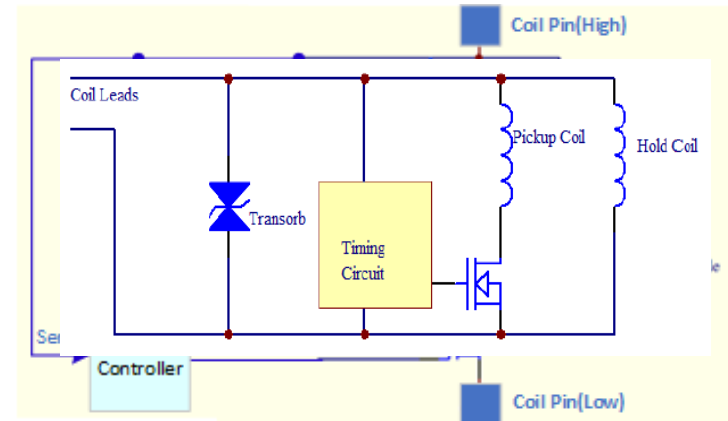 Coil Pin(High)
Coil Leads
Pickup Coil
Hold Coil
Transorb
Timing
Circuit
Controller
Coil Pin(Low)